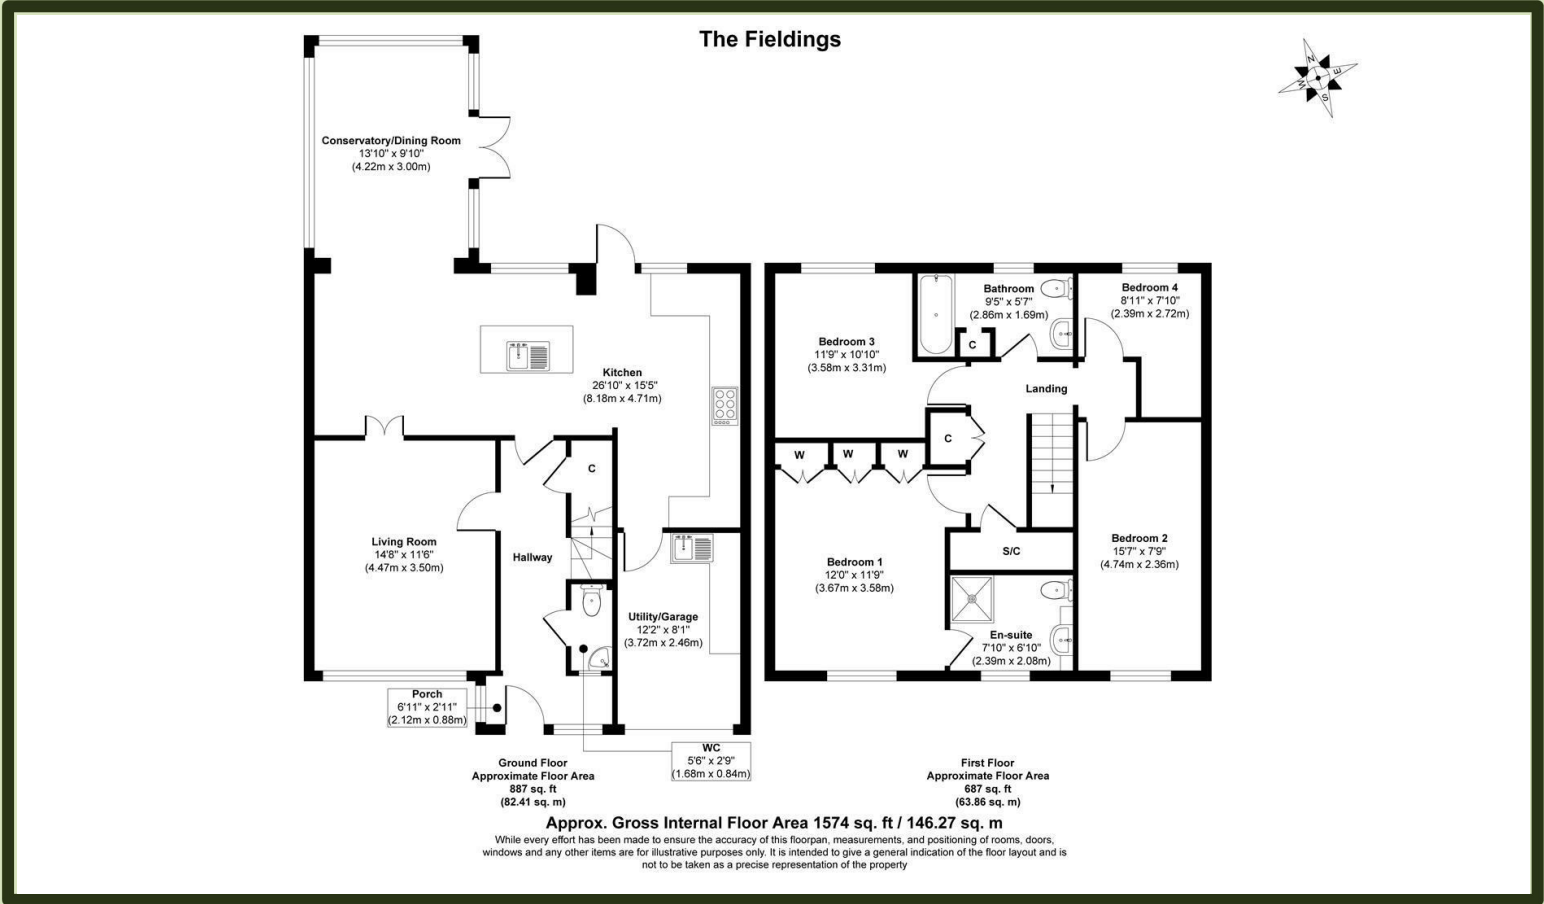 The Fieldings
N
E
S
W
Conservatory/Dining Room
13'10" x 9'10"
(4.22m x 3.00m)
Kitchen
26'10" x 15'5"
(8.18m x 4.71m)
C
Living Room
14'8" x 11'6"
(4.47m x 3.50m)
Hallway
Utility/Garage
12'2" x 8'1"
(3.72m x 2.46m)
Porch
6'11" x 2'11"
(2.12m x 0.88m)
WC
5'6" x 2'9"
(1.68m x 0.84m)
Ground Floor
Approximate Floor Area
887 sq. ft
(82.41 sq. m)
Bedroom 3
11'9" x 10'10"
(3.58m x 3.31m)
Bathroom
9'5" x 5'7"
(2.86m x 1.69m)
C
Bedroom 4
8'11" x 7'10"
(2.39m x 2.72m)
Landing
C
W
W
W
S/C
Bedroom 1
12'0" x 11'9"
(3.67m x 3.58m)
Bedroom 2
15'7" x 7'9"
(4.74m x 2.36m)
En-suite
7'10" x 6'10"
(2.39m x 2.08m)
First Floor
Approximate Floor Area
687 sq. ft
(63.86 sq. m)
Approx. Gross Internal Floor Area 1574 sq. ft / 146.27 sq. m
While every effort has been made to ensure the accuracy of this floorpan, measurements, and positioning of rooms, doors,
windows and any other items are for illustrative purposes only. It is intended to give a general indication of the floor layout and is
not to be taken as a precise representation of the property